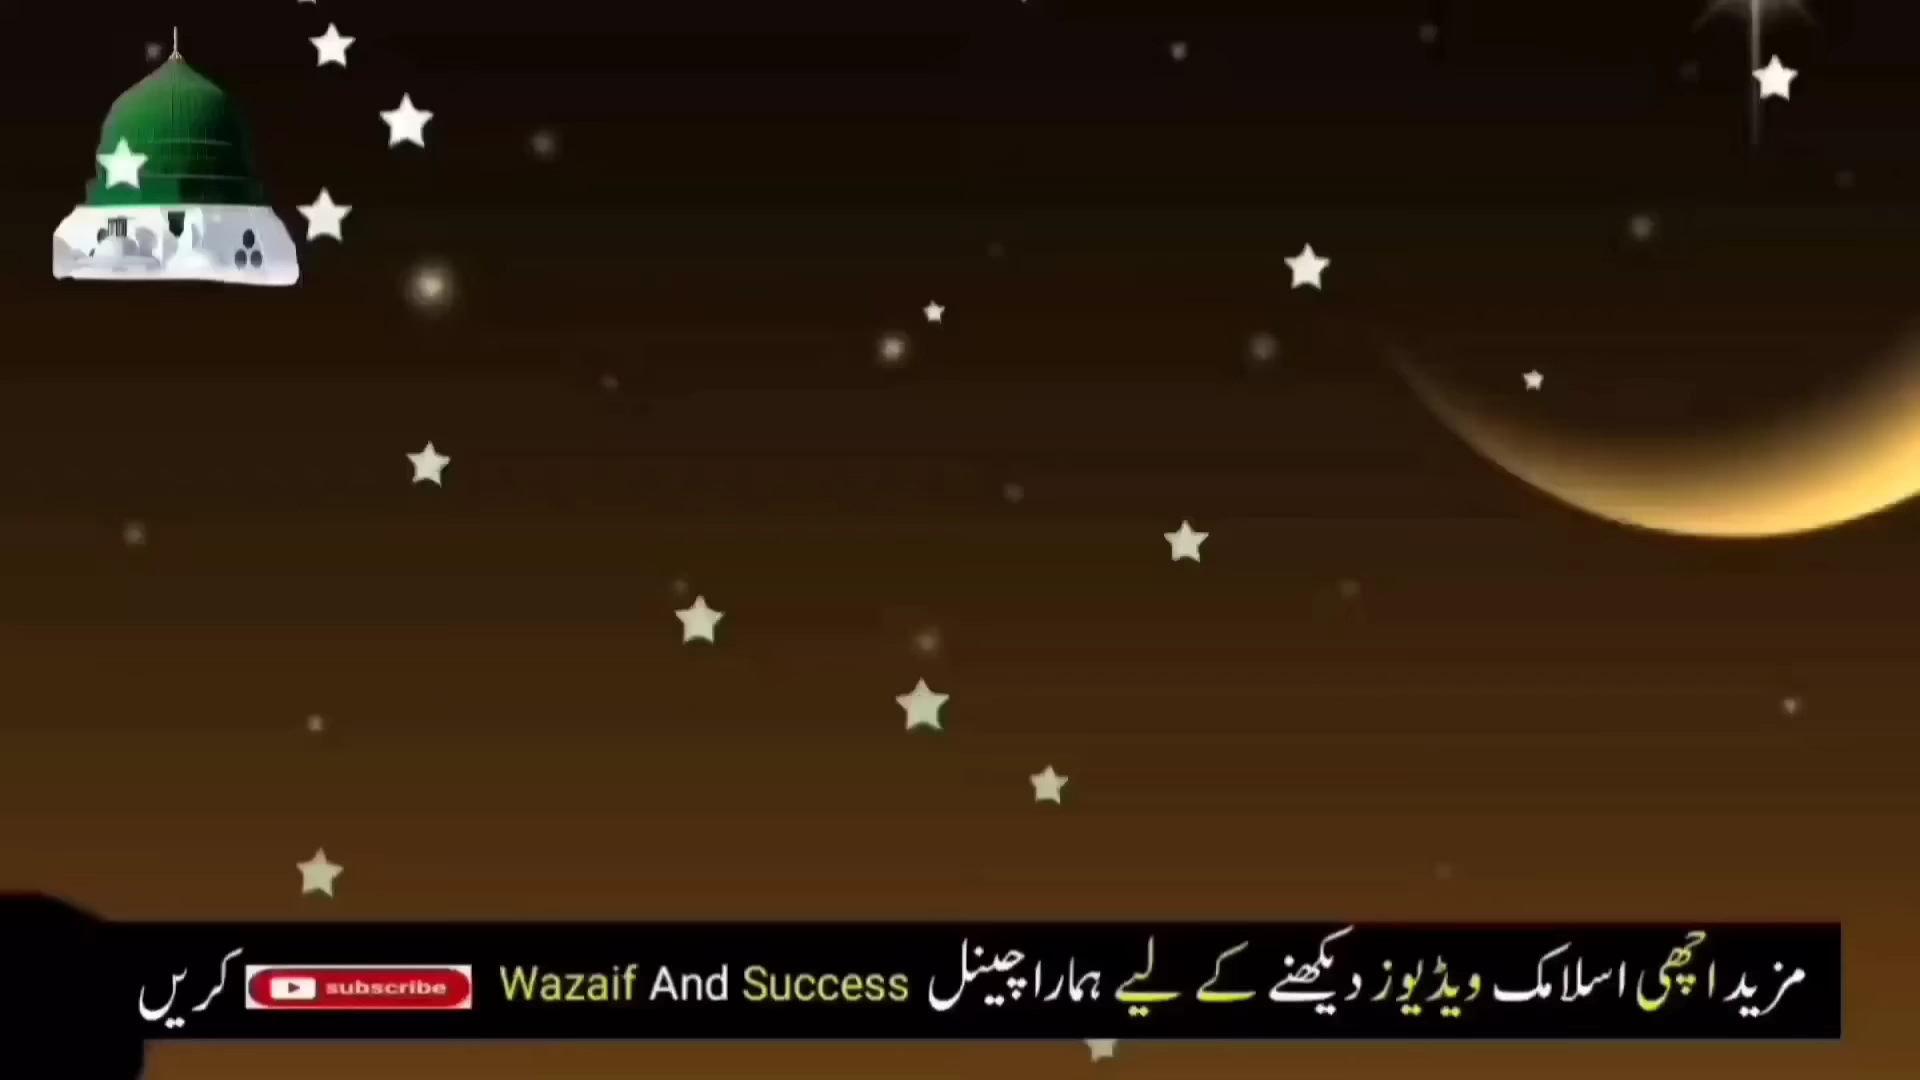 مزید اچھی اسلامک ویڈیوز دیکھنے کے لیے ہمارا چینل Wazaif And Success subscribe کریں